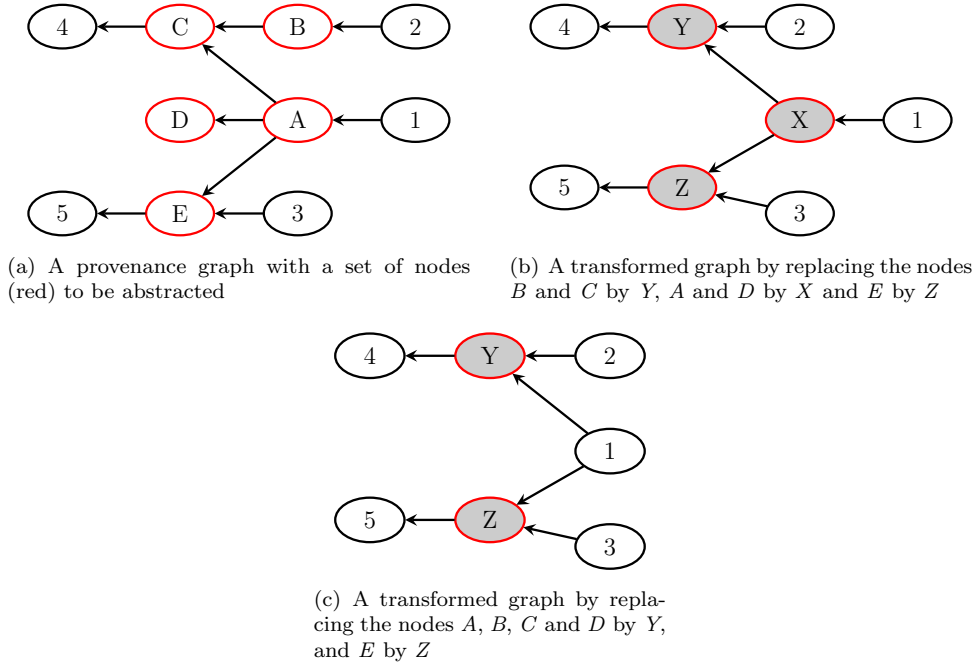 4 C B 2
D A 1
5 E 3
(a) A provenance graph with a set of nodes
(red) to be abstracted
4 Y 2
X 1
5 Z
3
(b) A transformed graph by replacing the nodes
B and C by Y, A and D by X and E by Z
4 Y 2
1
5 Z
3
(c) A transformed graph by repla-
cing the nodes A, B, C and D by Y,
and E by Z